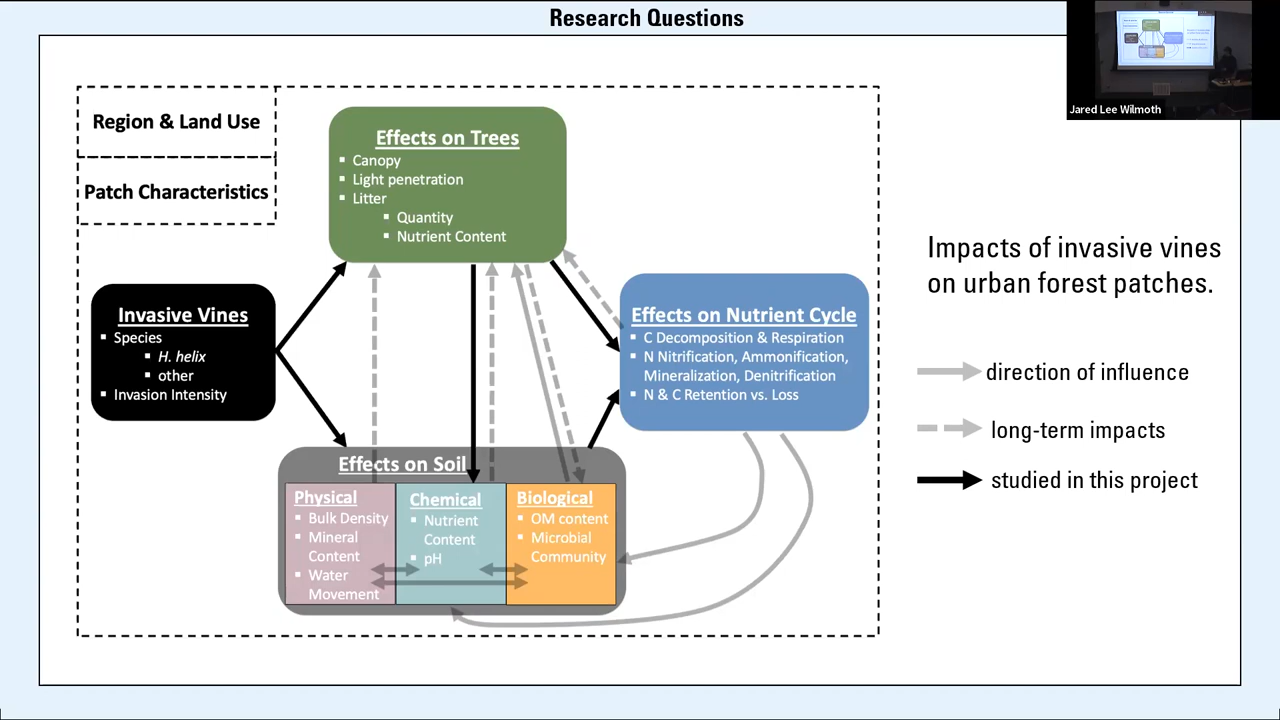 Research Questions
Jared Lee Wilmoth
Region & Land Use
Patch Characteristics
Effects on Trees
▪ Canopy
▪ Light penetration
▪ Litter
▪ Quantity
▪ Nutrient Content
Invasive Vines
▪ Species
▪ H. helix
▪ other
▪ Invasion Intensity
Effects on Nutrient Cycle
▪ C Decomposition & Respiration
▪ N Nitrification, Ammonification,
Mineralization, Denitrification
▪ N & C Retention vs. Loss
Effects on Soil
Physical
▪ Bulk Density
▪ Mineral
Content
▪ Water
Movement
Chemical
▪ Nutrient
Content
▪ pH
Biological
▪ OM content
▪ Microbial
Community
Impacts of invasive vines
on urban forest patches.
direction of influence
long-term impacts
studied in this project